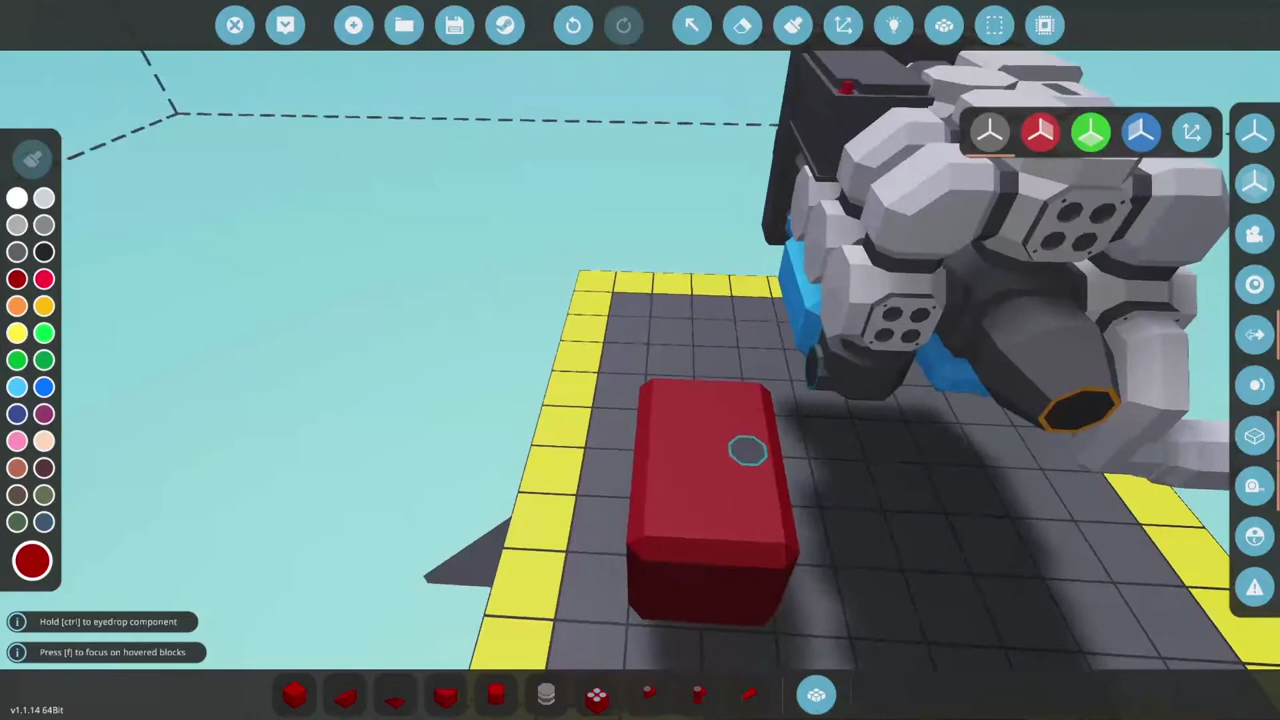 Hold [ctrl] to eyedrop component
Press [f] to focus on hovered blocks
v1.1.14 64Bit